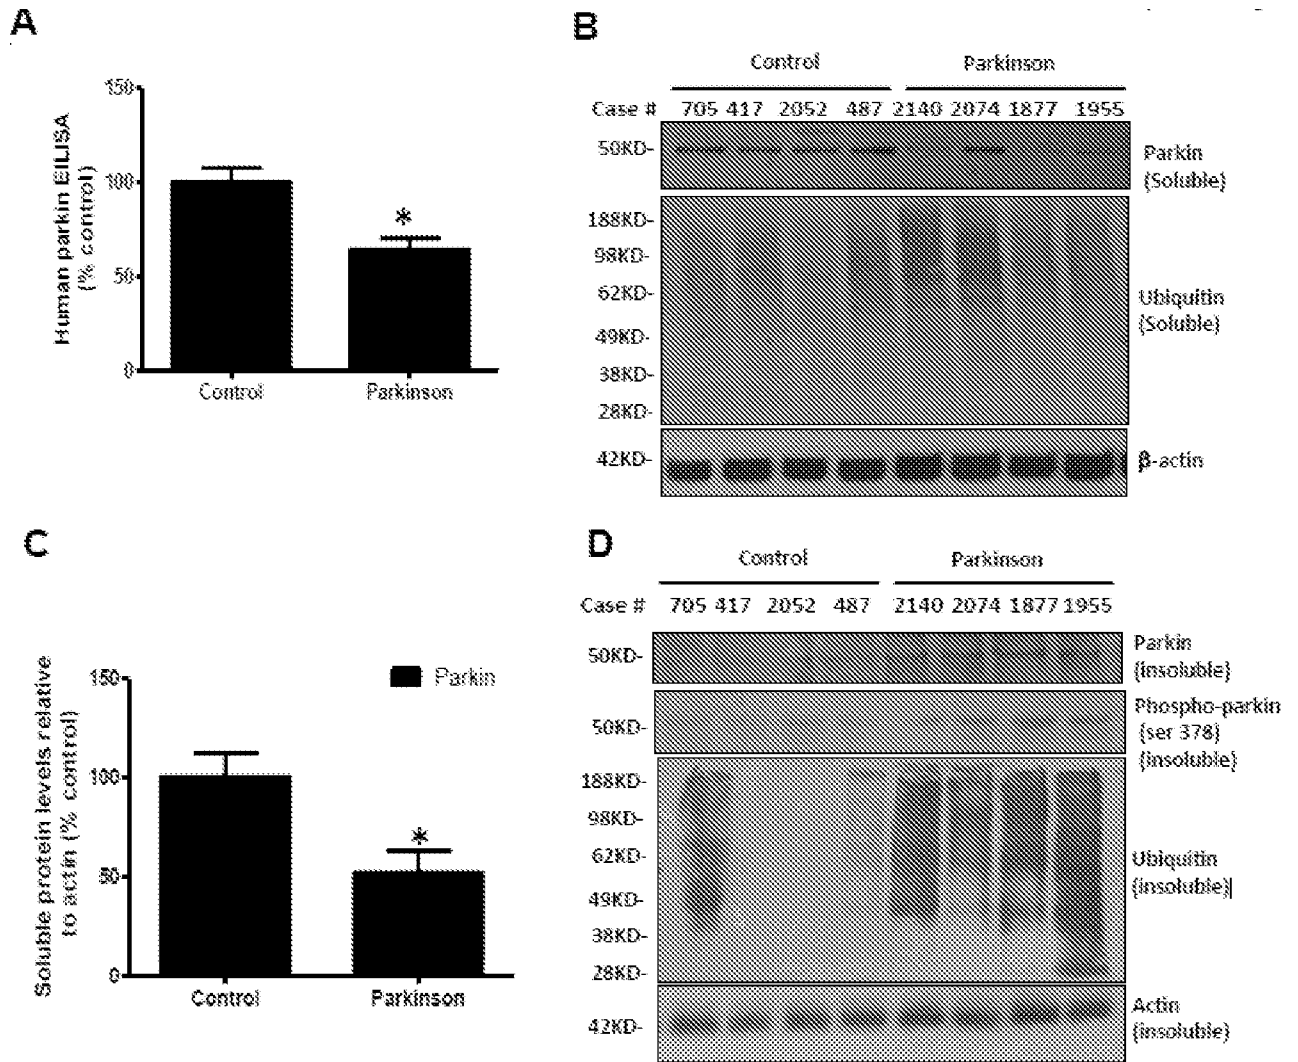 A
Human parkin EILISA
(% control)
150
100
50
0
*
Control
Parkinson
B
Control
Parkinson
Case #
705 417 2052 487 2140 2074 1877 1955
50KD-
Parkin
(Soluble)
188KD-
98KD-
62KD-
49KD-
38KD-
28KD-
Ubiquitin
(Soluble)
42KD-
β-actin
C
Soluble protein levels relative
to actin (% control)
150
100
50
0
Parkin
*
Control
Parkinson
D
Control
Parkinson
Case #
705 417 2052 487 2140 2074 1877 1955
50KD-
Parkin
(insoluble)
50KD-
Phospho-parkin
(ser 378)
(insoluble)
188KD-
98KD-
62KD-
49KD-
38KD-
28KD-
Ubiquitin
(insoluble)
42KD-
Actin
(insoluble)